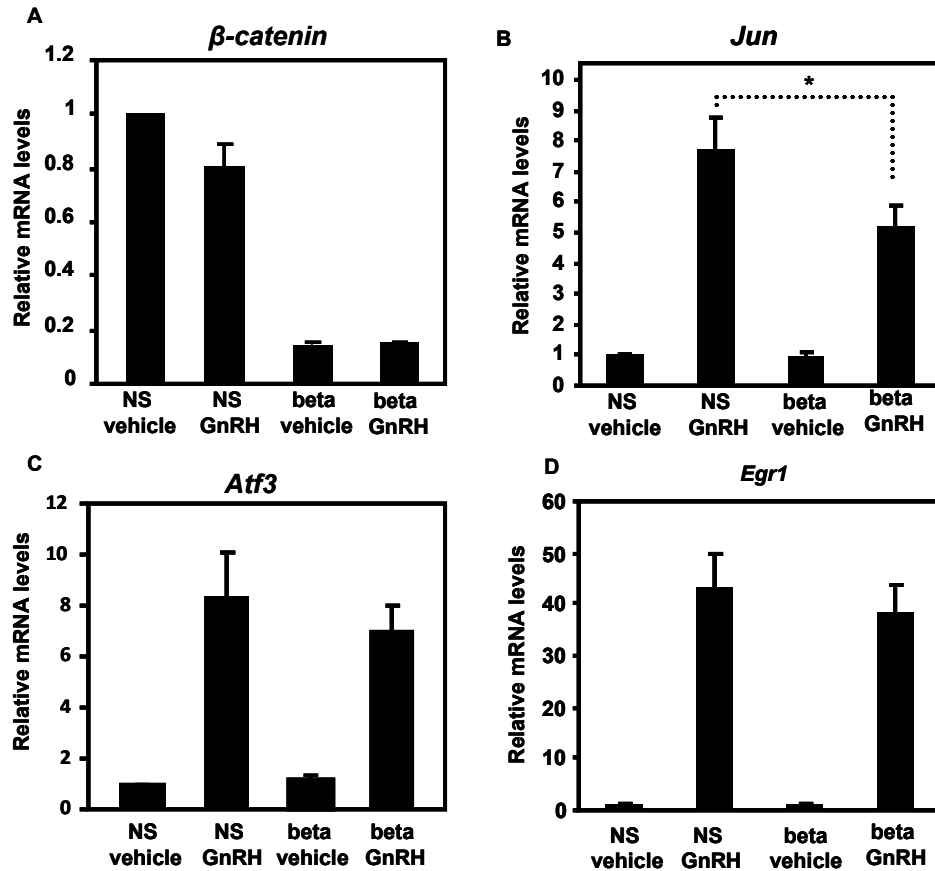 A
β-catenin
Relative mRNA levels
1.2
1
0.8
0.6
0.4
0.2
0
NS NS beta beta
vehicle GnRH vehicle GnRH
B
Jun
Relative mRNA levels
10
9
8
7
6
5
4
3
2
1
0
*
NS NS beta beta
vehicle GnRH vehicle GnRH
C
Atf3
Relative mRNA levels
12
10
8
6
4
2
0
NS NS beta beta
vehicle GnRH vehicle GnRH
D
Egr1
Relative mRNA levels
60
50
40
30
20
10
0
NS NS beta beta
vehicle GnRH vehicle GnRH